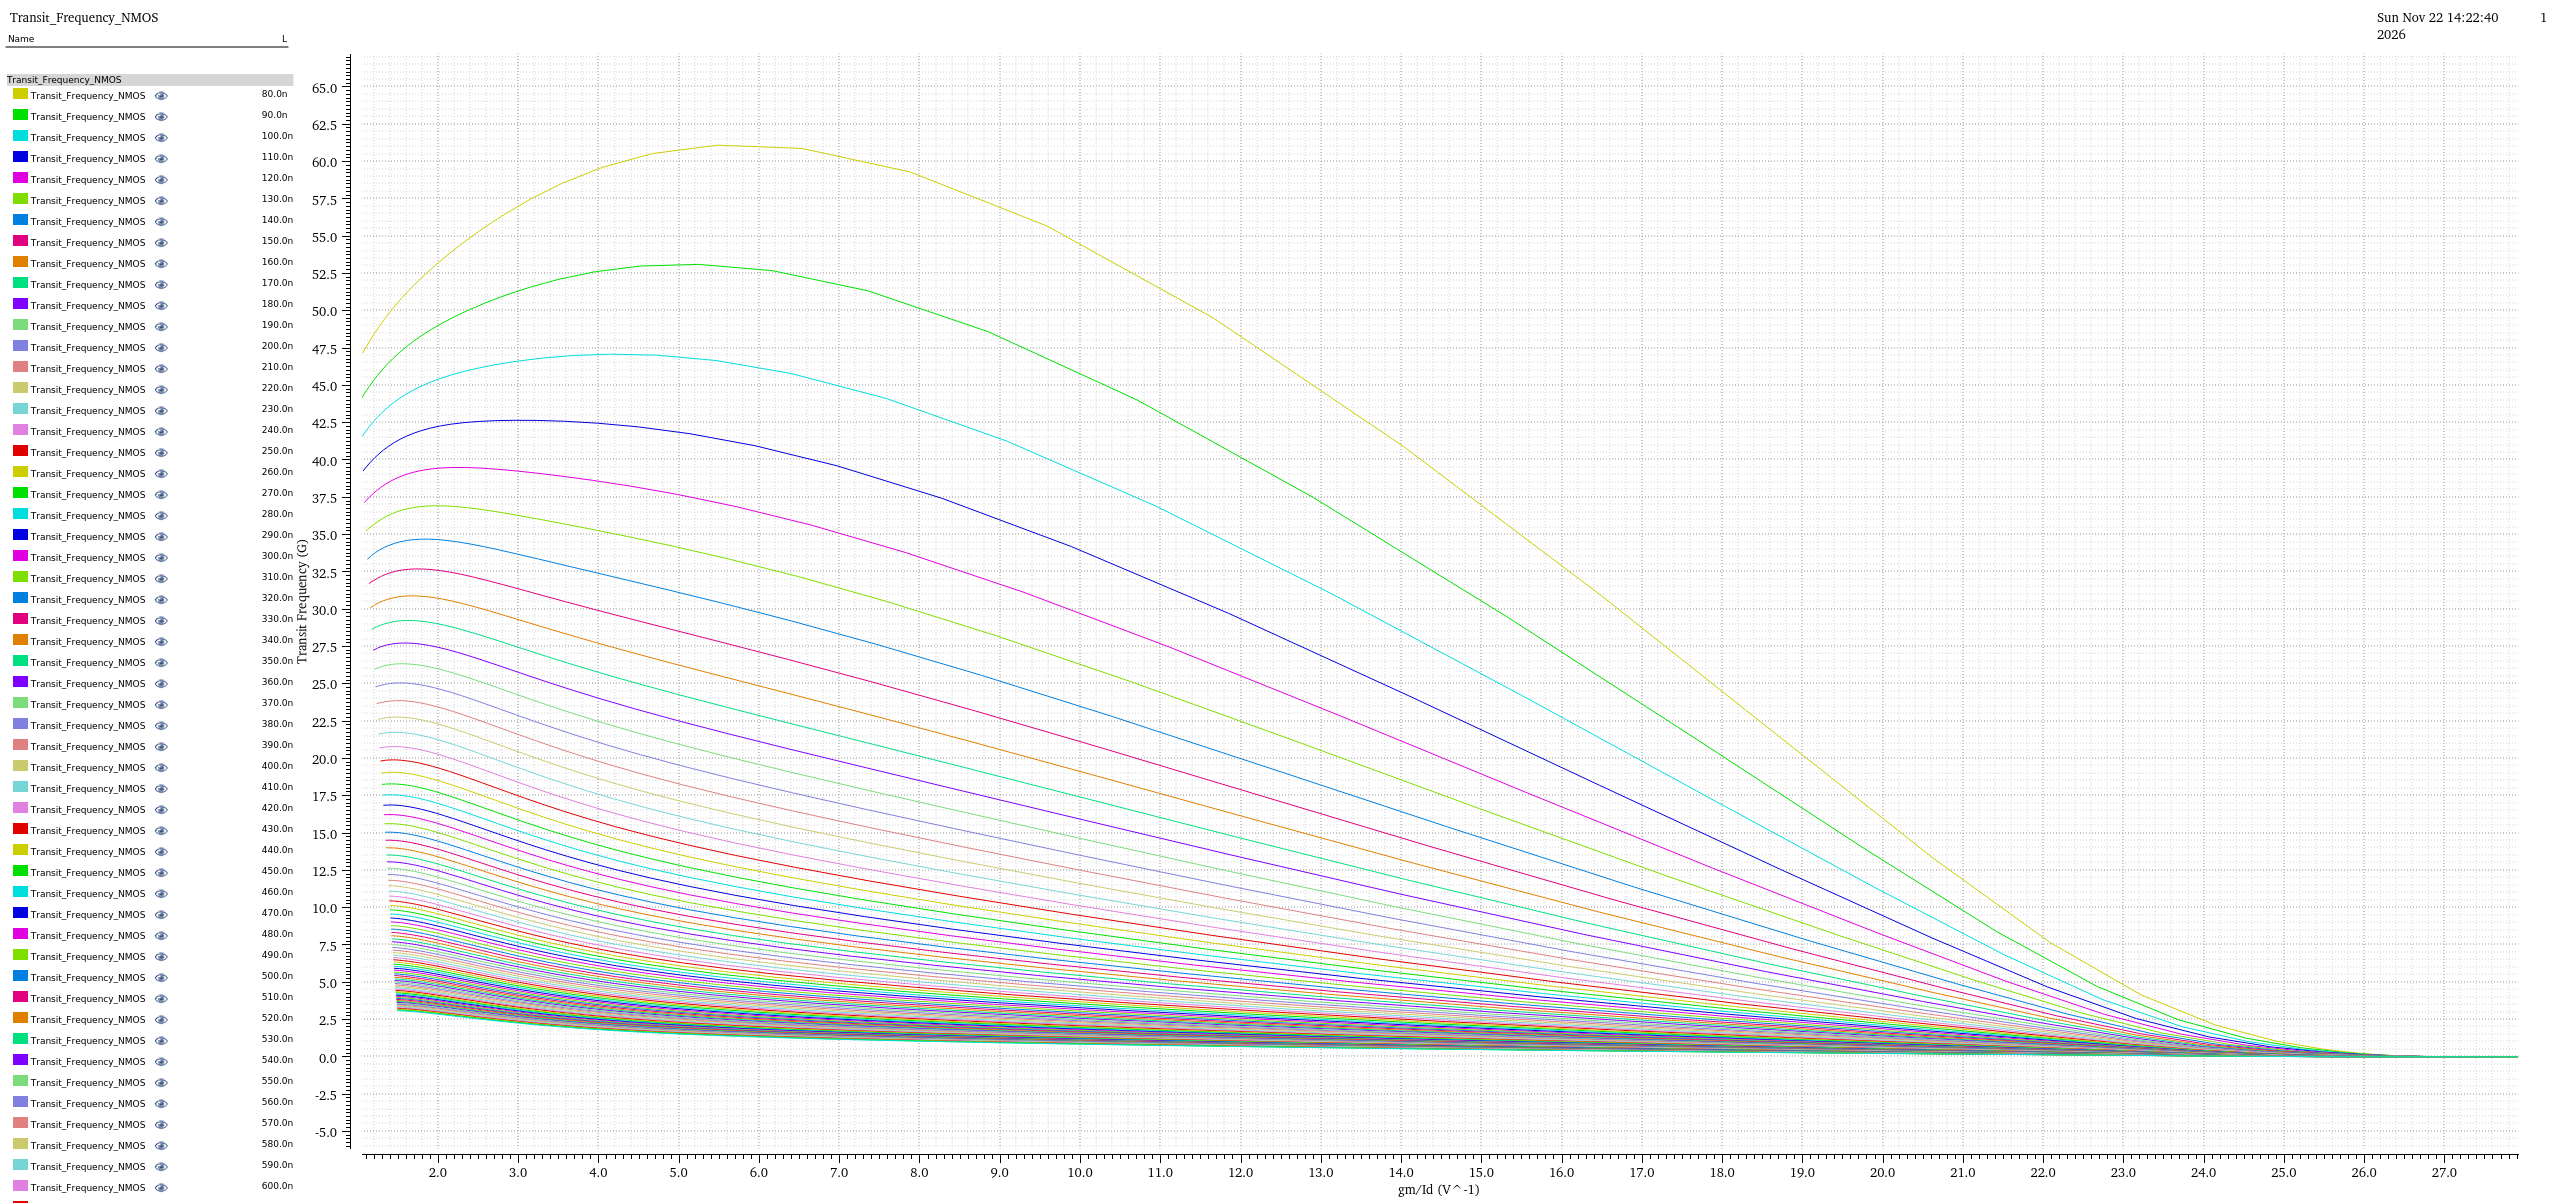 Transit_Frequency_NMOS
Sun Nov 22 14:22:40 1
2026
Name L
Transit_Frequency_NMOS
Transit_Frequency_NMOS 80.0n
Transit_Frequency_NMOS 90.0n
Transit_Frequency_NMOS 100.0n
Transit_Frequency_NMOS 110.0n
Transit_Frequency_NMOS 120.0n
Transit_Frequency_NMOS 130.0n
Transit_Frequency_NMOS 140.0n
Transit_Frequency_NMOS 150.0n
Transit_Frequency_NMOS 160.0n
Transit_Frequency_NMOS 170.0n
Transit_Frequency_NMOS 180.0n
Transit_Frequency_NMOS 190.0n
Transit_Frequency_NMOS 200.0n
Transit_Frequency_NMOS 210.0n
Transit_Frequency_NMOS 220.0n
Transit_Frequency_NMOS 230.0n
Transit_Frequency_NMOS 240.0n
Transit_Frequency_NMOS 250.0n
Transit_Frequency_NMOS 260.0n
Transit_Frequency_NMOS 270.0n
Transit_Frequency_NMOS 280.0n
Transit_Frequency_NMOS 290.0n
Transit_Frequency_NMOS 300.0n
Transit_Frequency_NMOS 310.0n
Transit_Frequency_NMOS 320.0n
Transit_Frequency_NMOS 330.0n
Transit_Frequency_NMOS 340.0n
Transit_Frequency_NMOS 350.0n
Transit_Frequency_NMOS 360.0n
Transit_Frequency_NMOS 370.0n
Transit_Frequency_NMOS 380.0n
Transit_Frequency_NMOS 390.0n
Transit_Frequency_NMOS 400.0n
Transit_Frequency_NMOS 410.0n
Transit_Frequency_NMOS 420.0n
Transit_Frequency_NMOS 430.0n
Transit_Frequency_NMOS 440.0n
Transit_Frequency_NMOS 450.0n
Transit_Frequency_NMOS 460.0n
Transit_Frequency_NMOS 470.0n
Transit_Frequency_NMOS 480.0n
Transit_Frequency_NMOS 490.0n
Transit_Frequency_NMOS 500.0n
Transit_Frequency_NMOS 510.0n
Transit_Frequency_NMOS 520.0n
Transit_Frequency_NMOS 530.0n
Transit_Frequency_NMOS 540.0n
Transit_Frequency_NMOS 550.0n
Transit_Frequency_NMOS 560.0n
Transit_Frequency_NMOS 570.0n
Transit_Frequency_NMOS 580.0n
Transit_Frequency_NMOS 590.0n
Transit_Frequency_NMOS 600.0n
Transit Frequency (G)
65.0
62.5
60.0
57.5
55.0
52.5
50.0
47.5
45.0
42.5
40.0
37.5
35.0
32.5
30.0
27.5
25.0
22.5
20.0
17.5
15.0
12.5
10.0
7.5
5.0
2.5
0.0
-2.5
-5.0
2.0 3.0 4.0 5.0 6.0 7.0 8.0 9.0 10.0 11.0 12.0 13.0 14.0 15.0 16.0 17.0 18.0 19.0 20.0 21.0 22.0 23.0 24.0 25.0 26.0 27.0
gm/Id (V^-1)